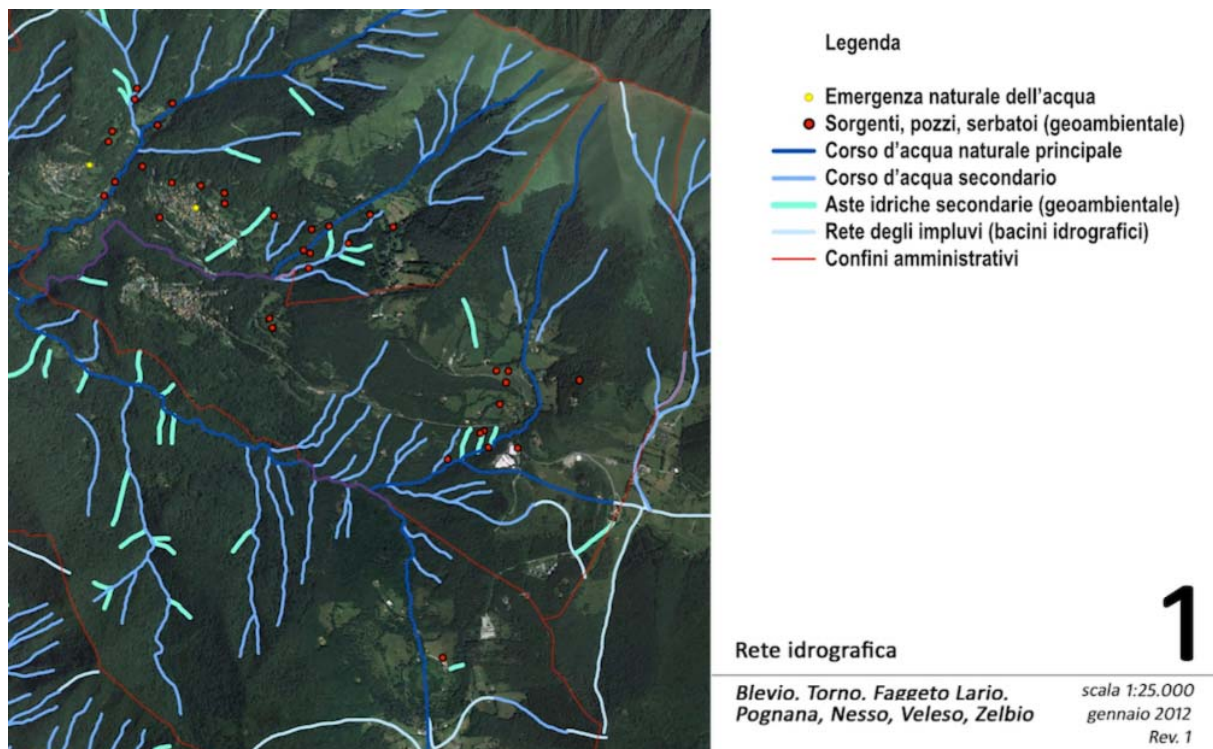 Legenda
Emergenza naturale dell'acqua
Sorgenti, pozzi, serbatoi (geoambientale)
Corso d'acqua naturale principale
Corso d'acqua secondario
Aste idriche secondarie (geoambientale)
Rete degli impluvi (bacini idrografici)
Confini amministrativi
1
Rete idrografica
Blevio, Torno, Faggeto Lario,
Pognana, Nesso, Veleso, Zelbio
scala 1:25.000
gennaio 2012
Rev. 1